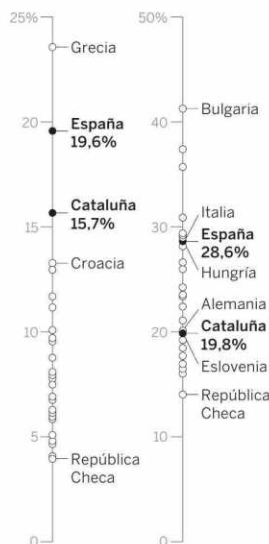 25%
Grecia
20
España
19,6%
Cataluña
15,7%
15
Croacia
10
5
República
Checa
0
50%
Bulgaria
40
Italia
30
España
28,6%
Hungría
Alemania
20
Cataluña
19,8%
Eslovenia
República
Checa
10
0